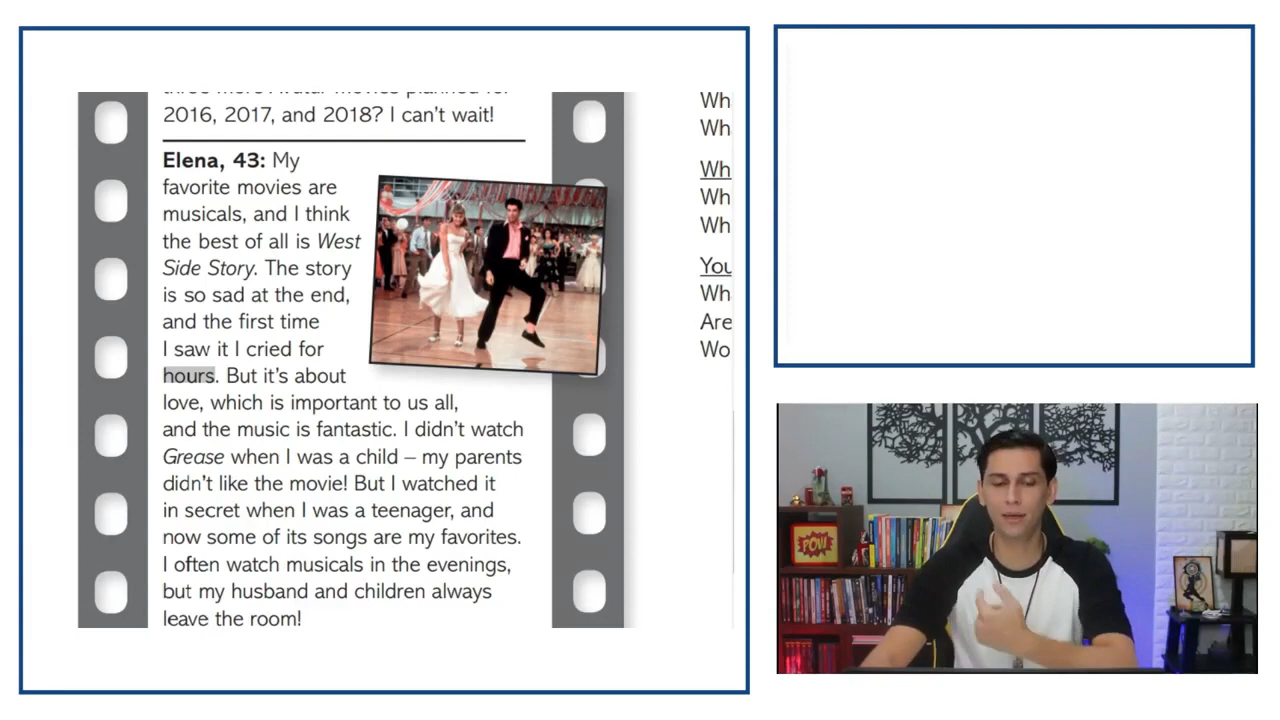 2016, 2017, and 2018? I can't wait!
Elena, 43: My
favorite movies are
musicals, and I think
the best of all is West
Side Story. The story
is so sad at the end,
and the first time
I saw it I cried for
hours. But it's about
love, which is important to us all,
and the music is fantastic. I didn't watch
Grease when I was a child – my parents
didn't like the movie! But I watched it
in secret when I was a teenager, and
now some of its songs are my favorites.
I often watch musicals in the evenings,
but my husband and children always
leave the room!
Wh
Wh
Wh
Wh
Wh
You
Wh
Are
Wo
POW